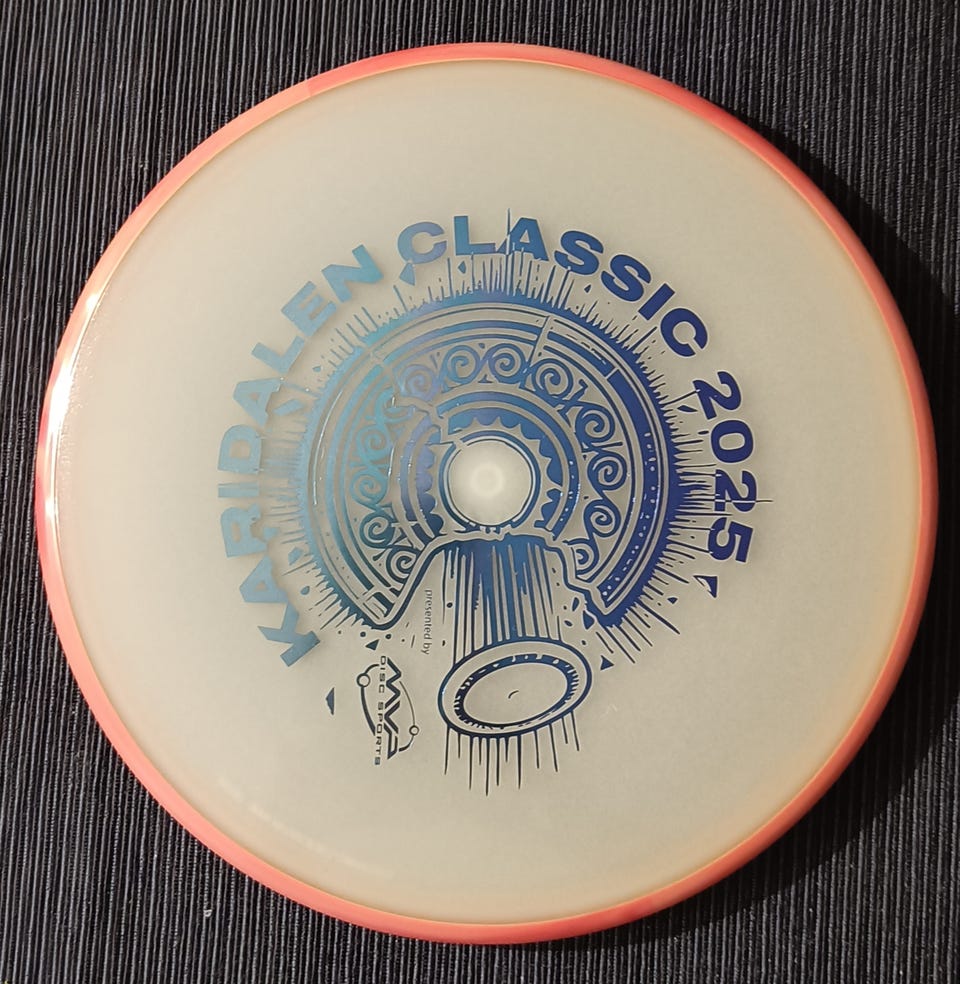 KARIDALEN CLASSIC 2025
presented by
MVP
DISC SPORTS